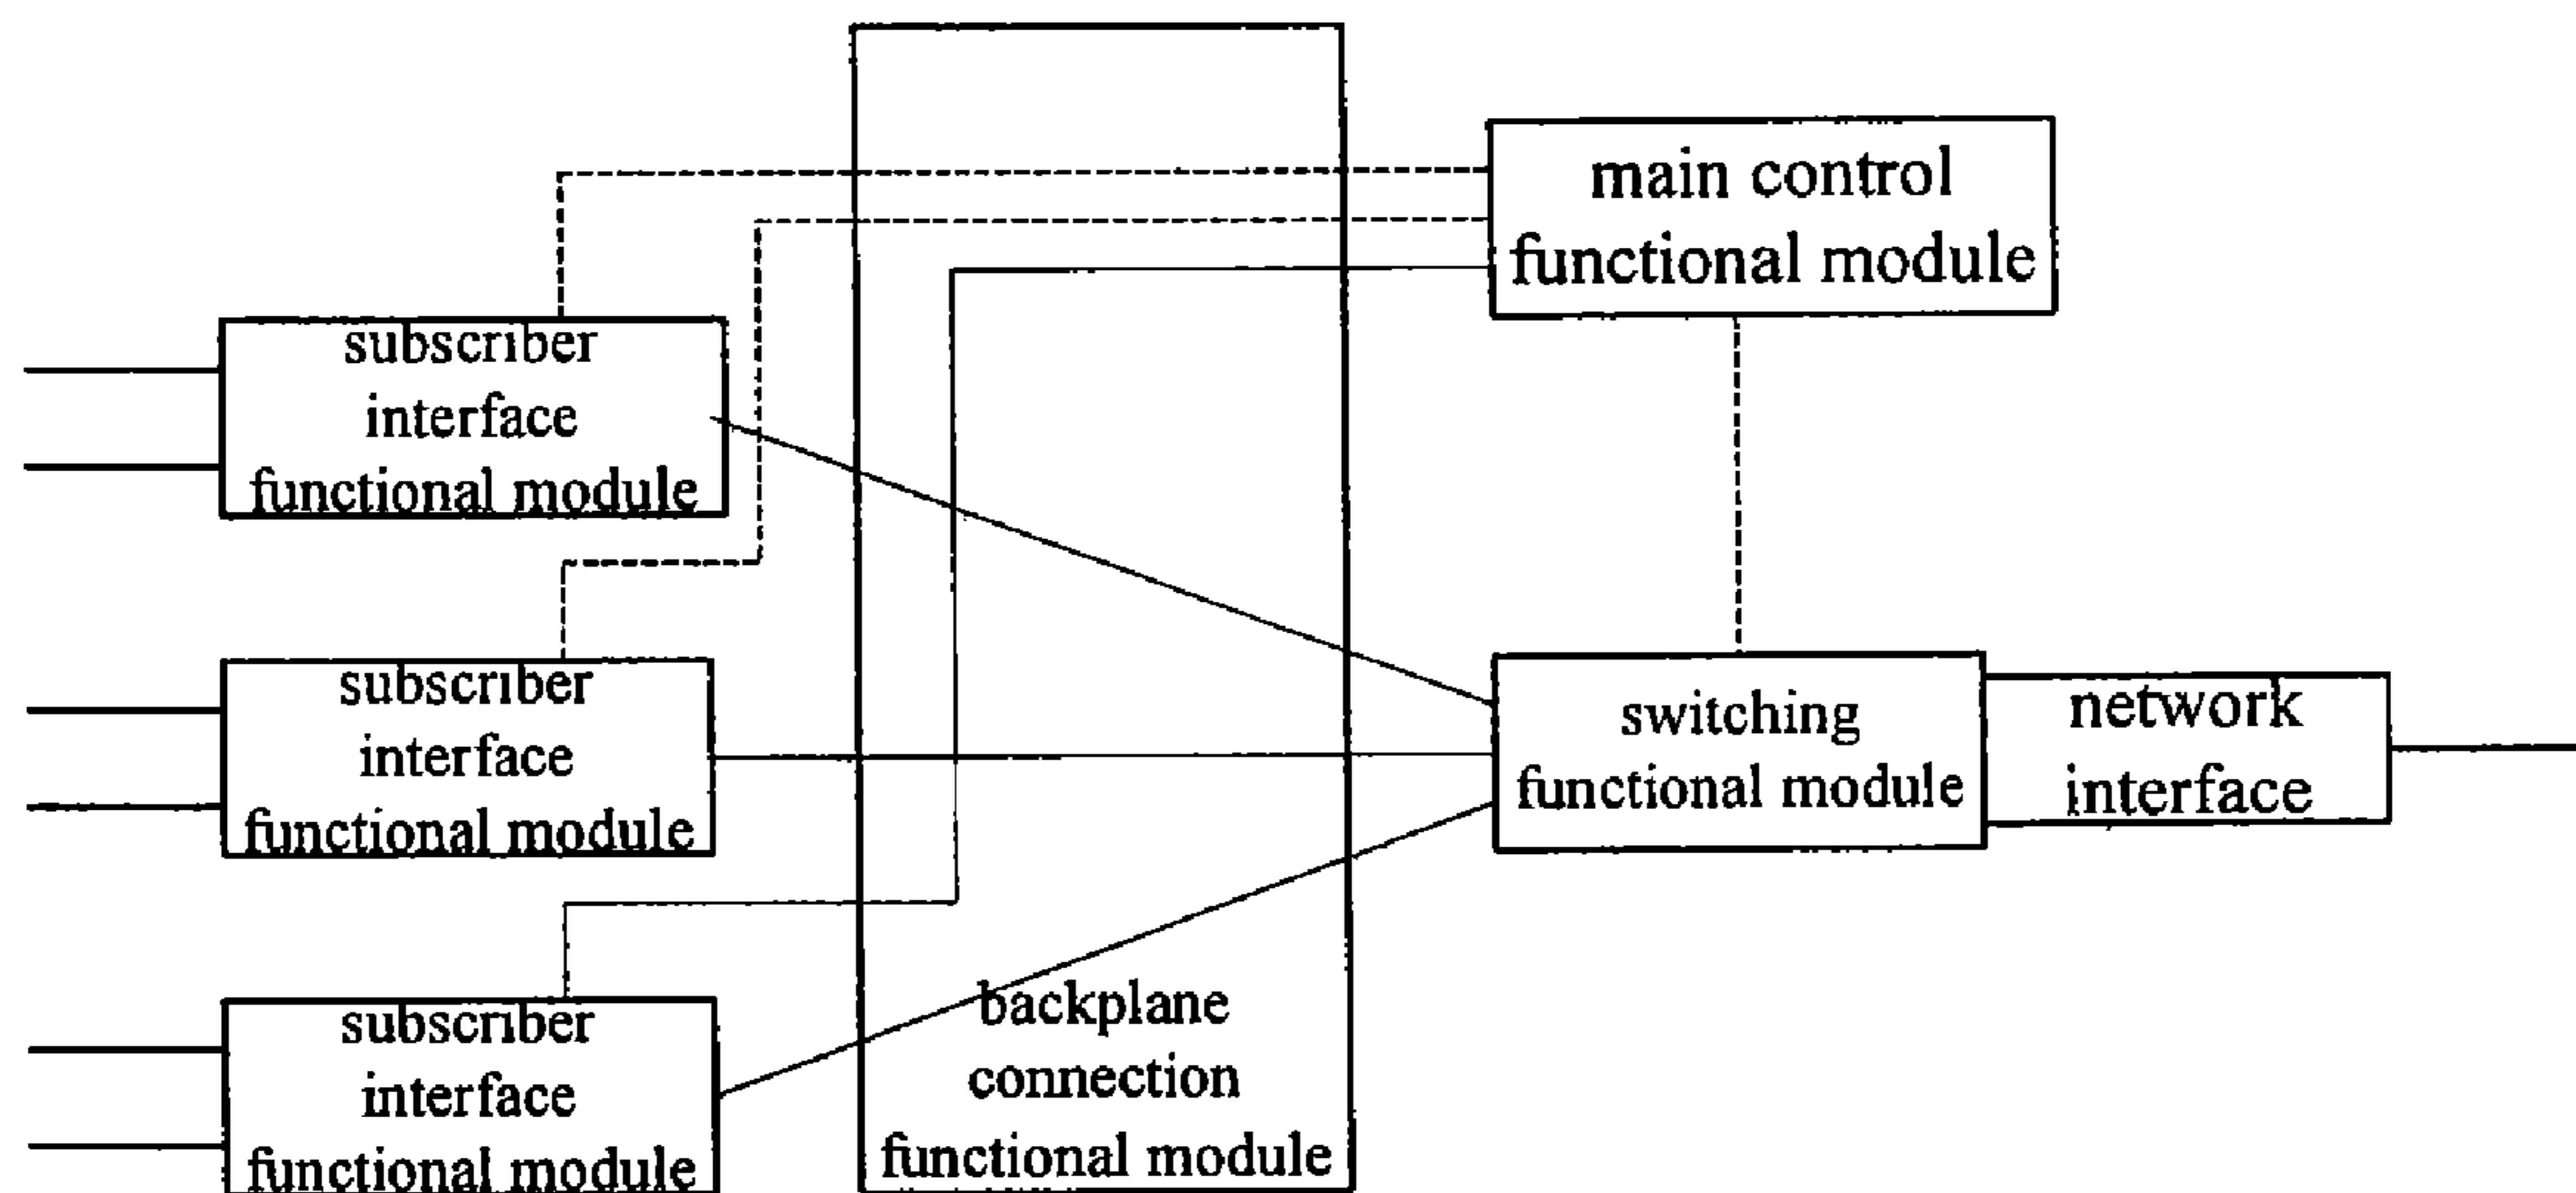 main control
functional module
subscriber
interface
functional module
subscriber
interface
functional module
switching
functional module
network
interface
subscriber
interface
functional module
backplane
connection
functional module